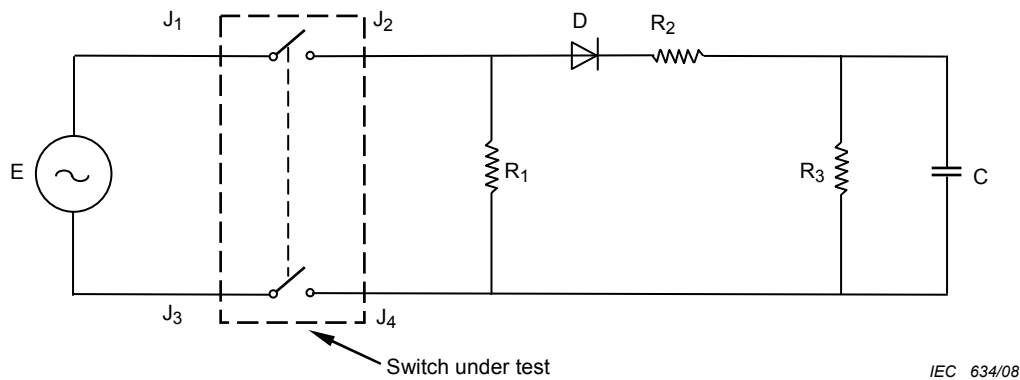 J₁ J₂ D R₂
E R₁ R₃ C
J₃ J₄
Switch under test
IEC 634/08